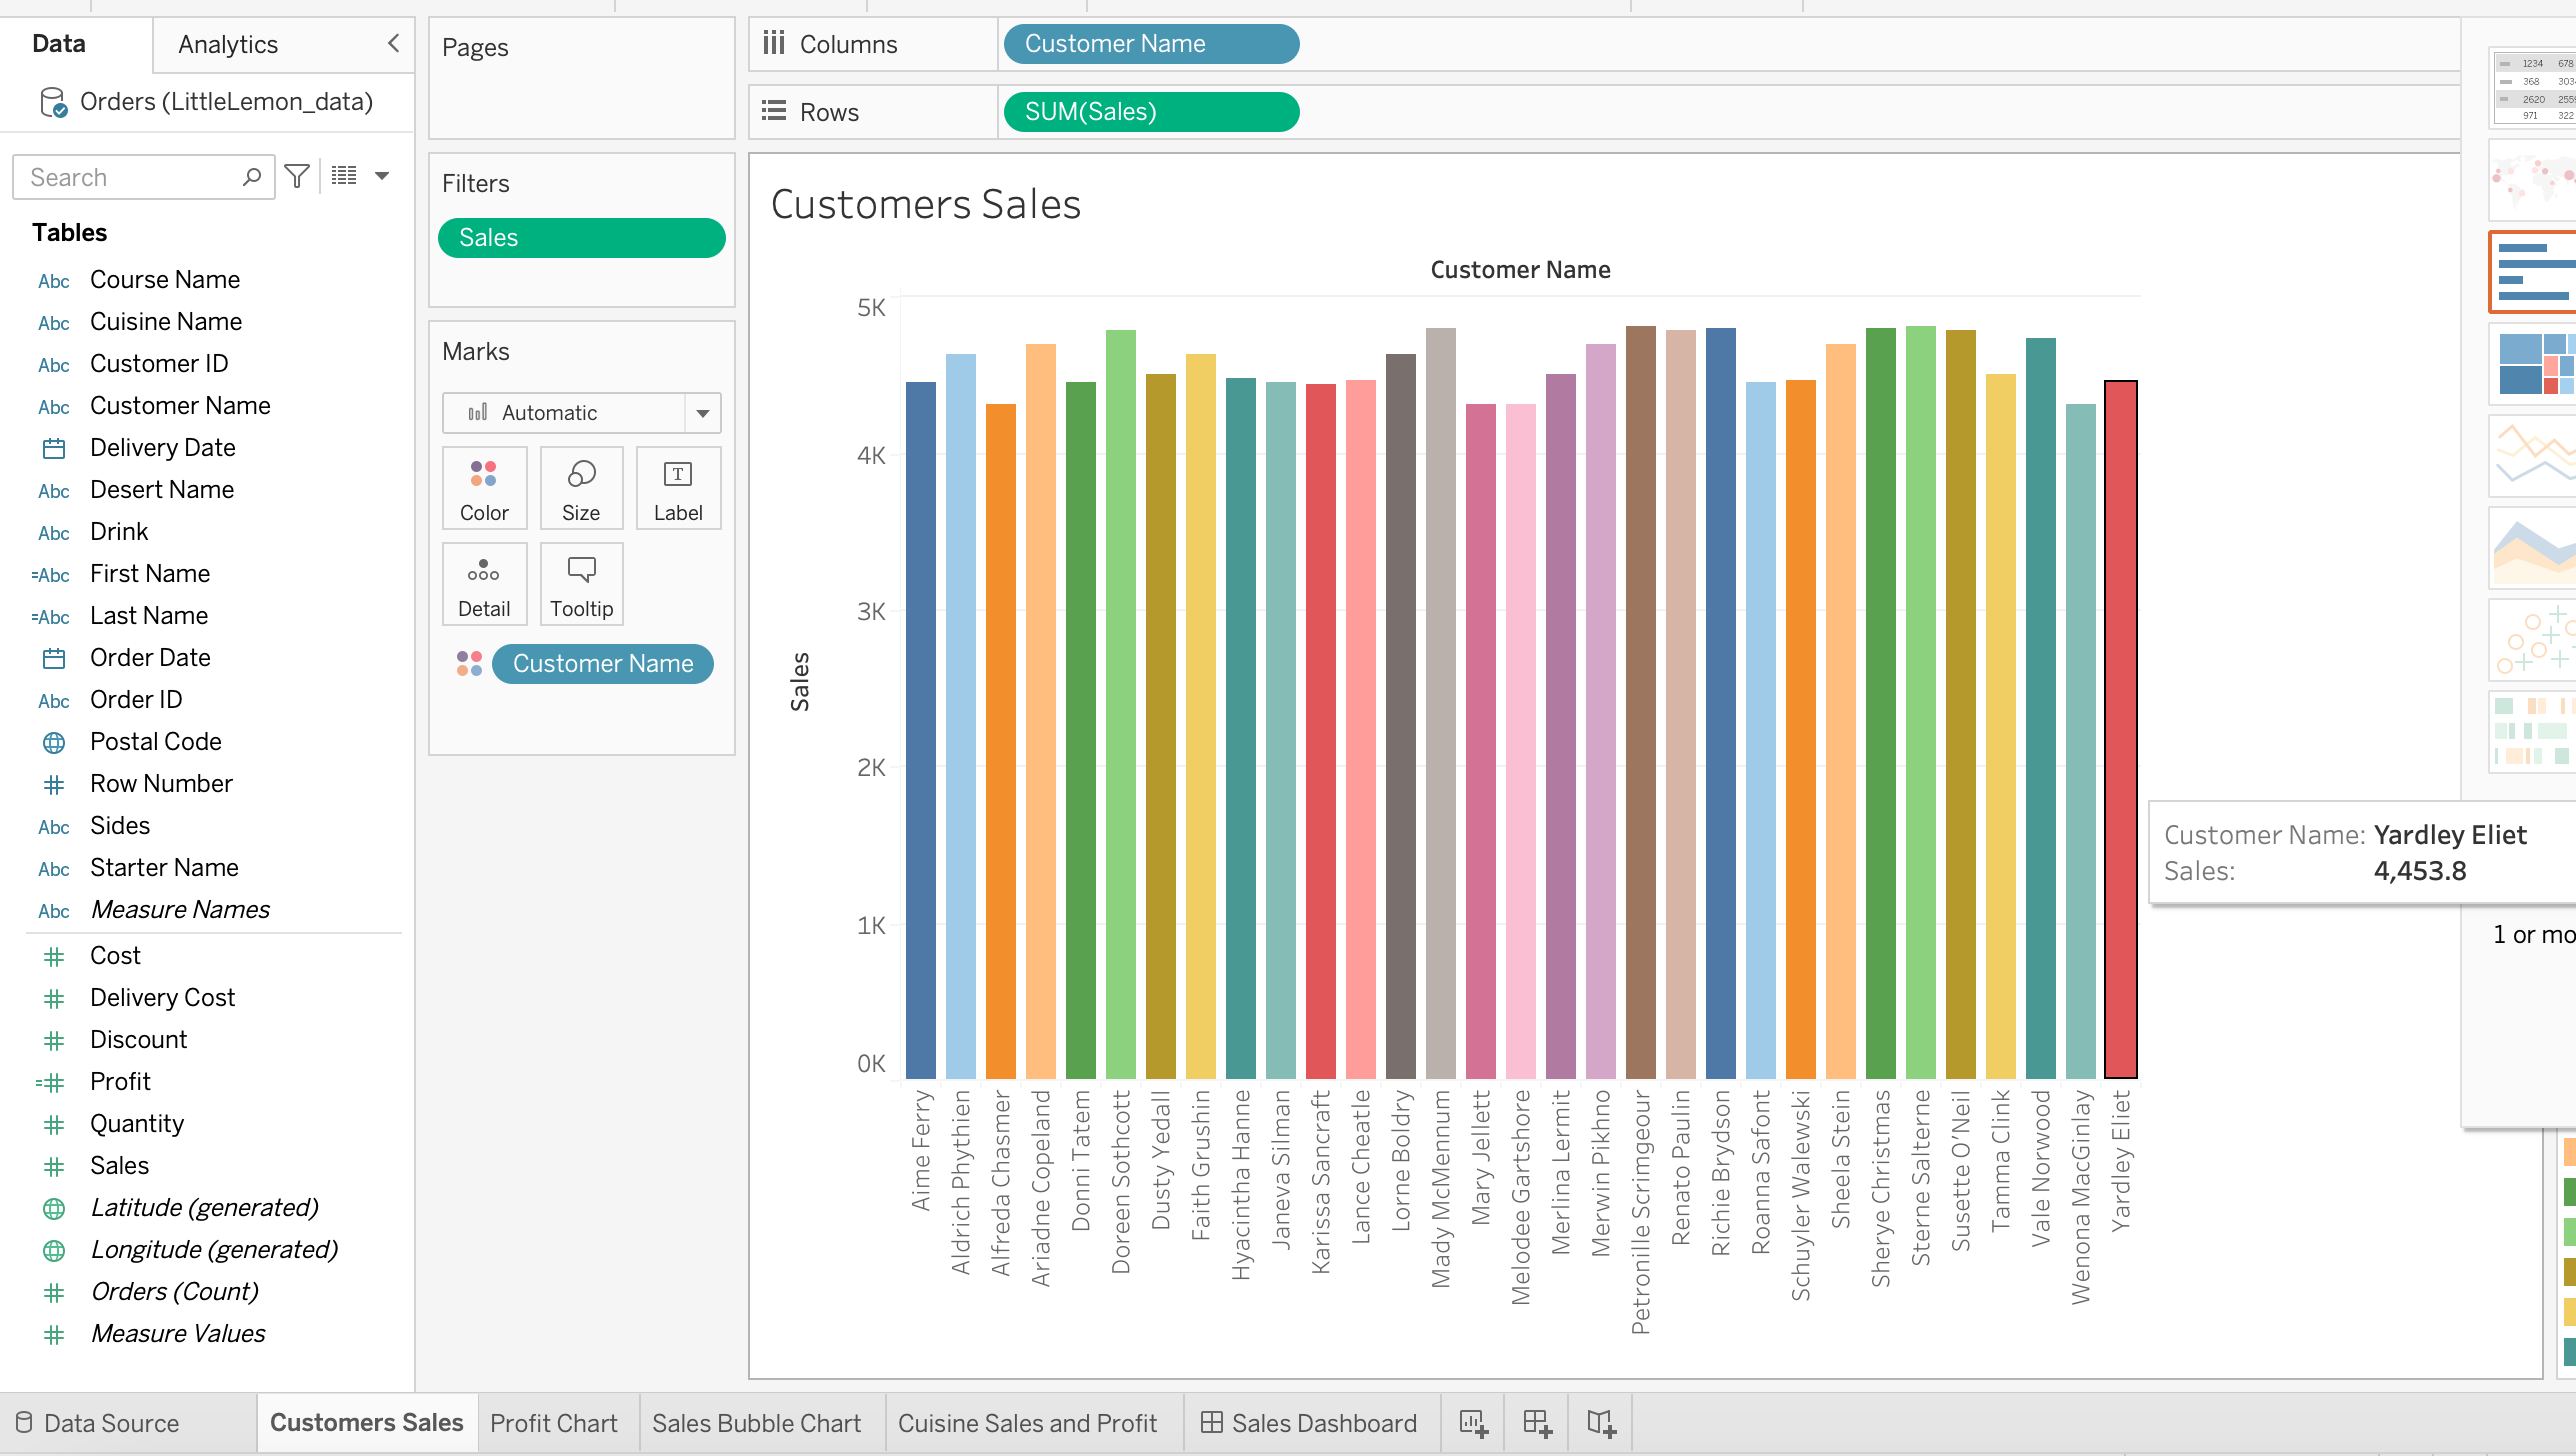 Data
Analytics
Orders (LittleLemon_data)
Search
Tables
Abc Course Name
Abc Cuisine Name
Abc Customer ID
Abc Customer Name
Delivery Date
Abc Desert Name
Abc Drink
=Abc First Name
=Abc Last Name
Order Date
Abc Order ID
Postal Code
Row Number
Abc Sides
Abc Starter Name
Abc Measure Names
Cost
Delivery Cost
Discount
Profit
Quantity
Sales
Latitude (generated)
Longitude (generated)
Orders (Count)
Measure Values
Pages
Filters
Sales
Marks
Automatic
Color Size Label
Detail Tooltip
Customer Name
Columns Customer Name
Rows SUM(Sales)
Customers Sales
Customer Name
5K
4K
3K
2K
1K
0K
Sales
Aime Ferry
Aldrich Phythien
Alfreda Chasmer
Ariadne Copeland
Donni Tatem
Doreen Sothcott
Dusty Yedall
Faith Grushin
Hyacintha Hanne
Janeva Silman
Karissa Sancraft
Lance Cheatle
Lorne Boldry
Mady McMennum
Mary Jellett
Melodee Gartshore
Merlina Lermit
Merwin Pikhno
Petronille Scrimgeour
Renato Paulin
Richie Brydson
Roanna Safont
Schuyler Walewski
Sheela Stein
Sherye Christmas
Sterne Salterne
Susette O’Neil
Tamma Clink
Vale Norwood
Wenona MacGinlay
Yardley Eliet
1234 678
368 303
2620 255
971 322
Customer Name: Yardley Eliet
Sales: 4,453.8
1 or mo
Data Source
Customers Sales
Profit Chart
Sales Bubble Chart
Cuisine Sales and Profit
Sales Dashboard